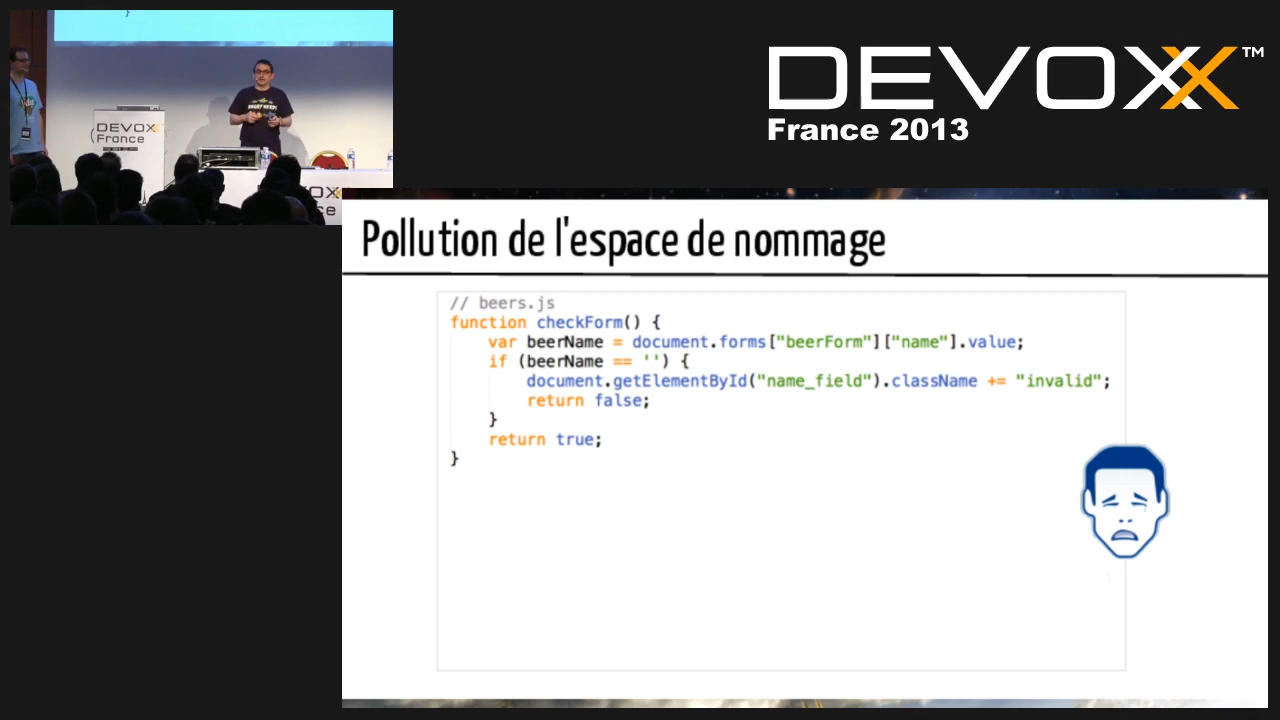 DEVOXX™
France 2013
DEVOXX
France
Pollution de l'espace de nommage
// beers.js
function checkForm() {
var beerName = document.forms["beerForm"]["name"].value;
if (beerName == '') {
document.getElementById("name_field").className += "invalid";
return false;
}
return true;
}